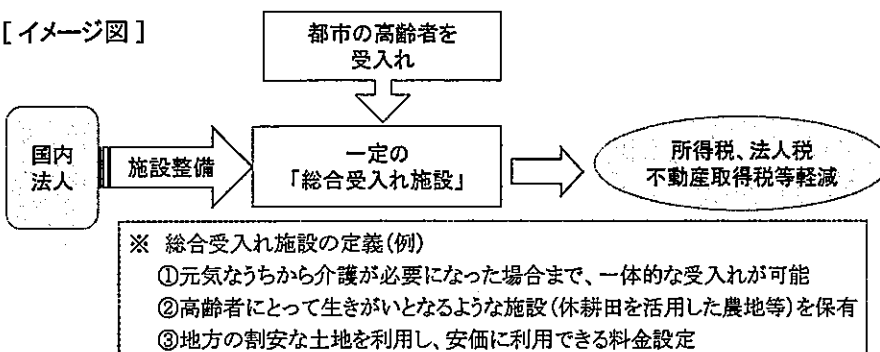 [ イメージ図 ]
都市の高齢者を
受入れ
国内
法人
施設整備
一定の
「総合受入れ施設」
所得税、法人税
不動産取得税等軽減
※ 総合受入れ施設の定義(例)
①元気なうちから介護が必要になった場合まで、一体的な受入れが可能
②高齢者にとって生きがいとなるような施設(休耕田を活用した農地等)を保有
③地方の割安な土地を利用し、安価に利用できる料金設定